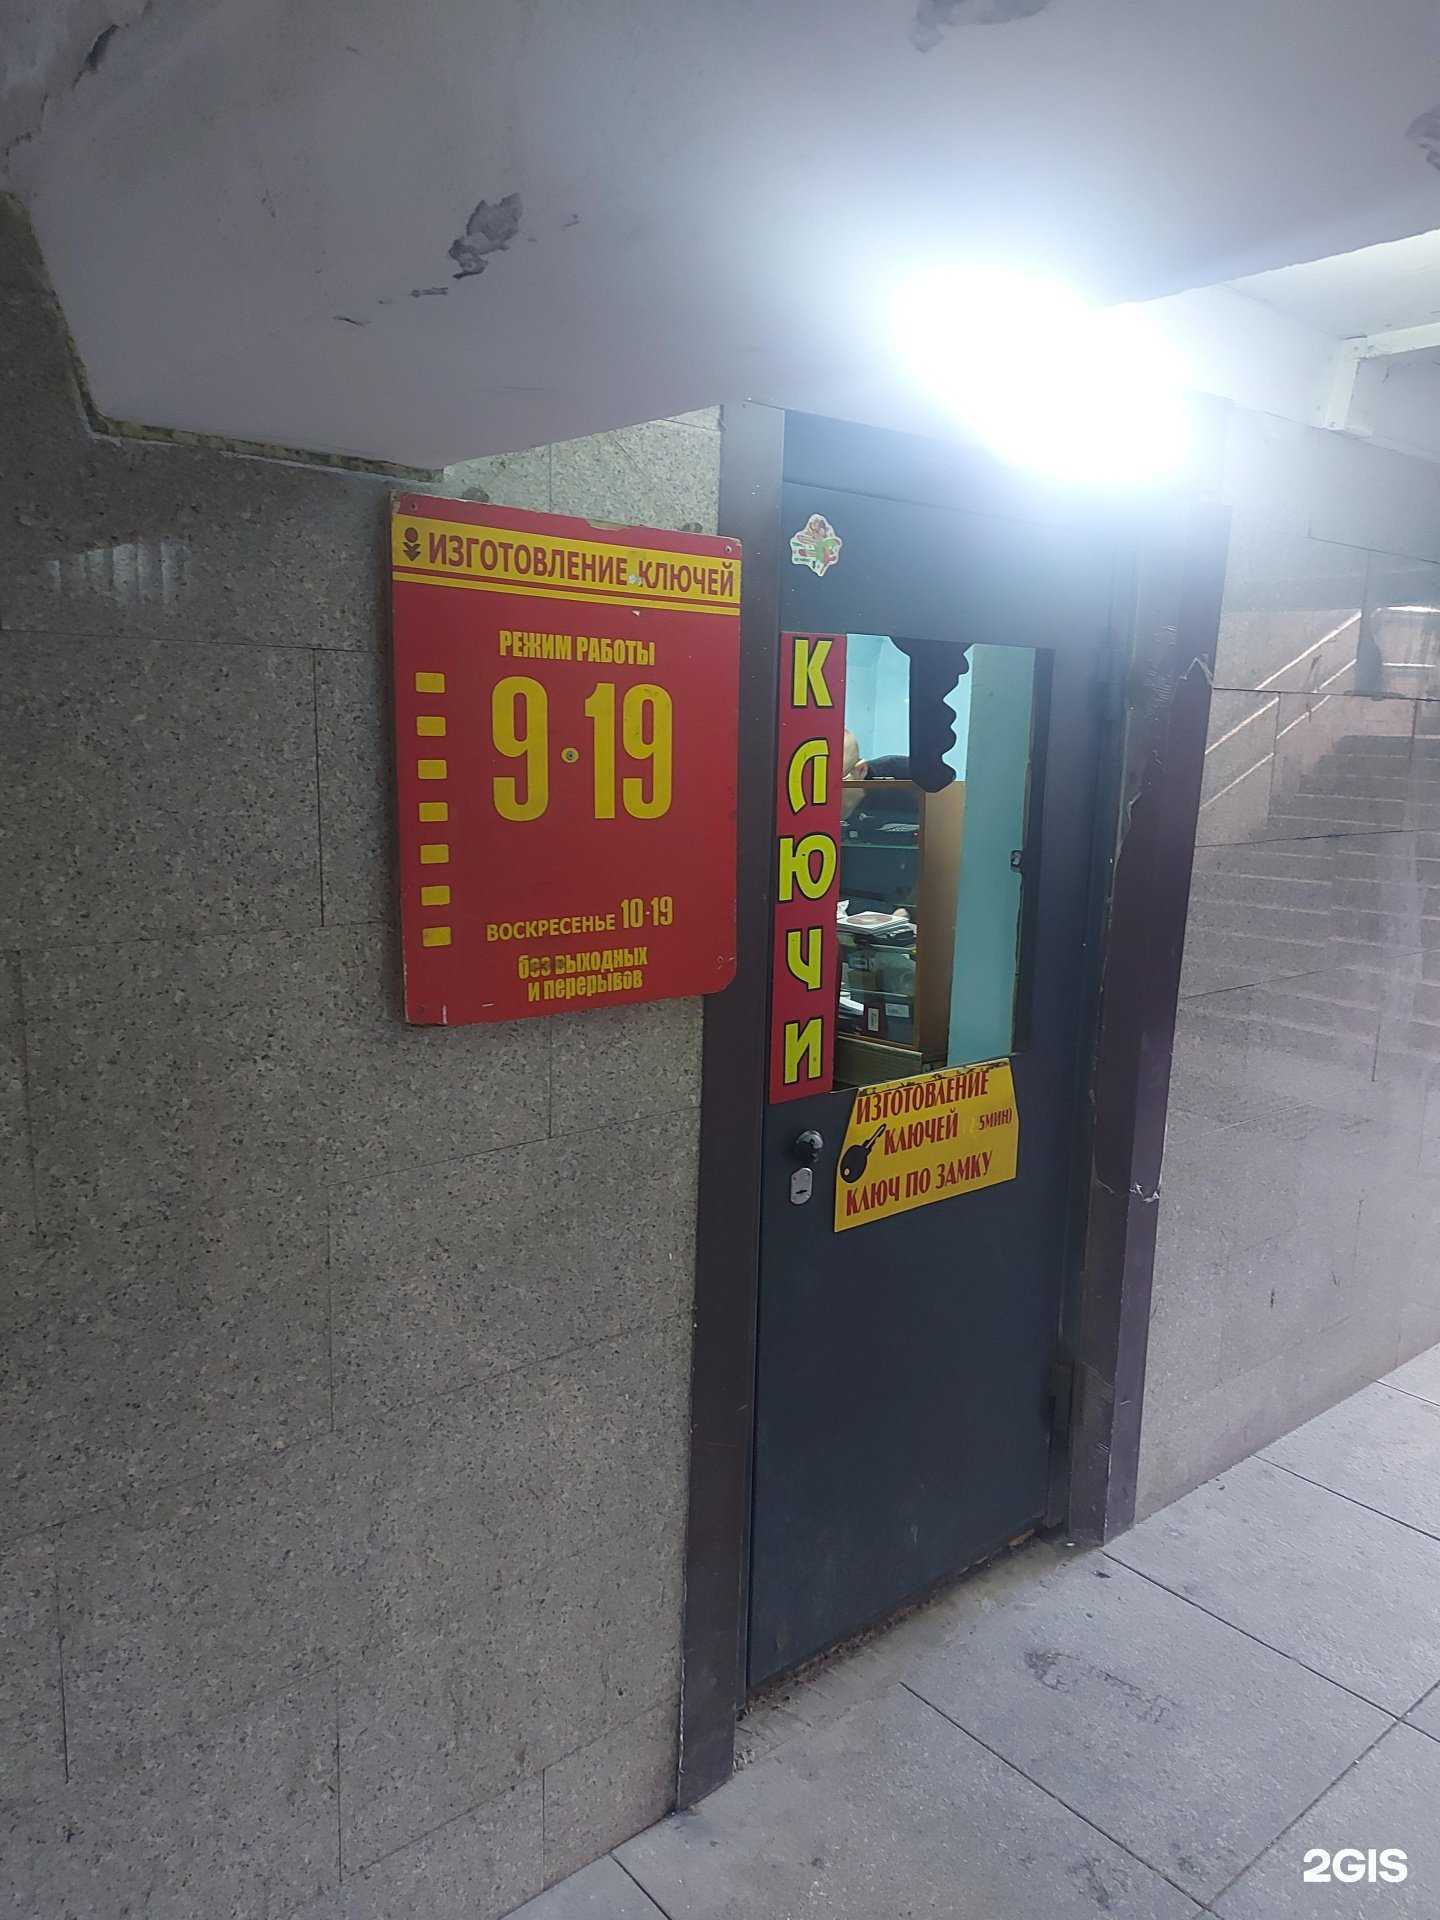 ИЗГОТОВЛЕНИЕ КЛЮЧЕЙ
РЕЖИМ РАБОТЫ
9·19
ВОСКРЕСЕНЬЕ 10-19
без выходных
и перерывов
КЛЮЧИ
ИЗГОТОВЛЕНИЕ
КЛЮЧЕЙ 5МИН)
КЛЮЧ ПО ЗАМКУ
2GIS